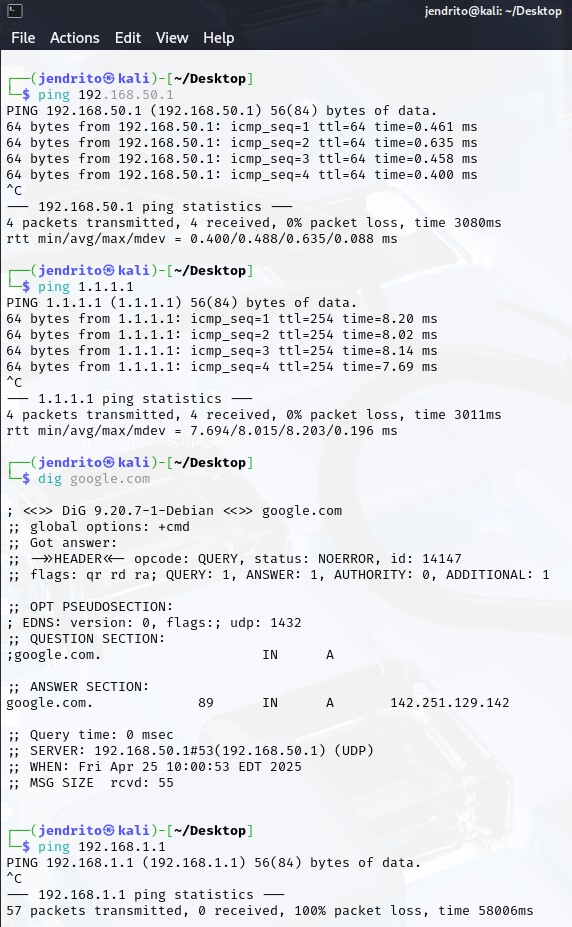 jendrito@kali: ~/Desktop
File Actions Edit View Help
┌──(jendrito㉿kali)-[~/Desktop]
└─$ ping 192.168.50.1
PING 192.168.50.1 (192.168.50.1) 56(84) bytes of data.
64 bytes from 192.168.50.1: icmp_seq=1 ttl=64 time=0.461 ms
64 bytes from 192.168.50.1: icmp_seq=2 ttl=64 time=0.635 ms
64 bytes from 192.168.50.1: icmp_seq=3 ttl=64 time=0.458 ms
64 bytes from 192.168.50.1: icmp_seq=4 ttl=64 time=0.400 ms
^C
--- 192.168.50.1 ping statistics ---
4 packets transmitted, 4 received, 0% packet loss, time 3080ms
rtt min/avg/max/mdev = 0.400/0.488/0.635/0.088 ms
┌──(jendrito㉿kali)-[~/Desktop]
└─$ ping 1.1.1.1
PING 1.1.1.1 (1.1.1.1) 56(84) bytes of data.
64 bytes from 1.1.1.1: icmp_seq=1 ttl=254 time=8.20 ms
64 bytes from 1.1.1.1: icmp_seq=2 ttl=254 time=8.02 ms
64 bytes from 1.1.1.1: icmp_seq=3 ttl=254 time=8.14 ms
64 bytes from 1.1.1.1: icmp_seq=4 ttl=254 time=7.69 ms
^C
--- 1.1.1.1 ping statistics ---
4 packets transmitted, 4 received, 0% packet loss, time 3011ms
rtt min/avg/max/mdev = 7.694/8.015/8.203/0.196 ms
┌──(jendrito㉿kali)-[~/Desktop]
└─$ dig google.com
; <<>> DiG 9.20.7-1-Debian <<>> google.com
;; global options: +cmd
;; Got answer:
;; ->>HEADER<<- opcode: QUERY, status: NOERROR, id: 14147
;; flags: qr rd ra; QUERY: 1, ANSWER: 1, AUTHORITY: 0, ADDITIONAL: 1
;; OPT PSEUDOSECTION:
; EDNS: version: 0, flags:; udp: 1432
;; QUESTION SECTION:
;google.com. IN A
;; ANSWER SECTION:
google.com. 89 IN A 142.251.129.142
;; Query time: 0 msec
;; SERVER: 192.168.50.1#53(192.168.50.1) (UDP)
;; WHEN: Fri Apr 25 10:00:53 EDT 2025
;; MSG SIZE rcvd: 55
┌──(jendrito㉿kali)-[~/Desktop]
└─$ ping 192.168.1.1
PING 192.168.1.1 (192.168.1.1) 56(84) bytes of data.
^C
--- 192.168.1.1 ping statistics ---
57 packets transmitted, 0 received, 100% packet loss, time 58006ms